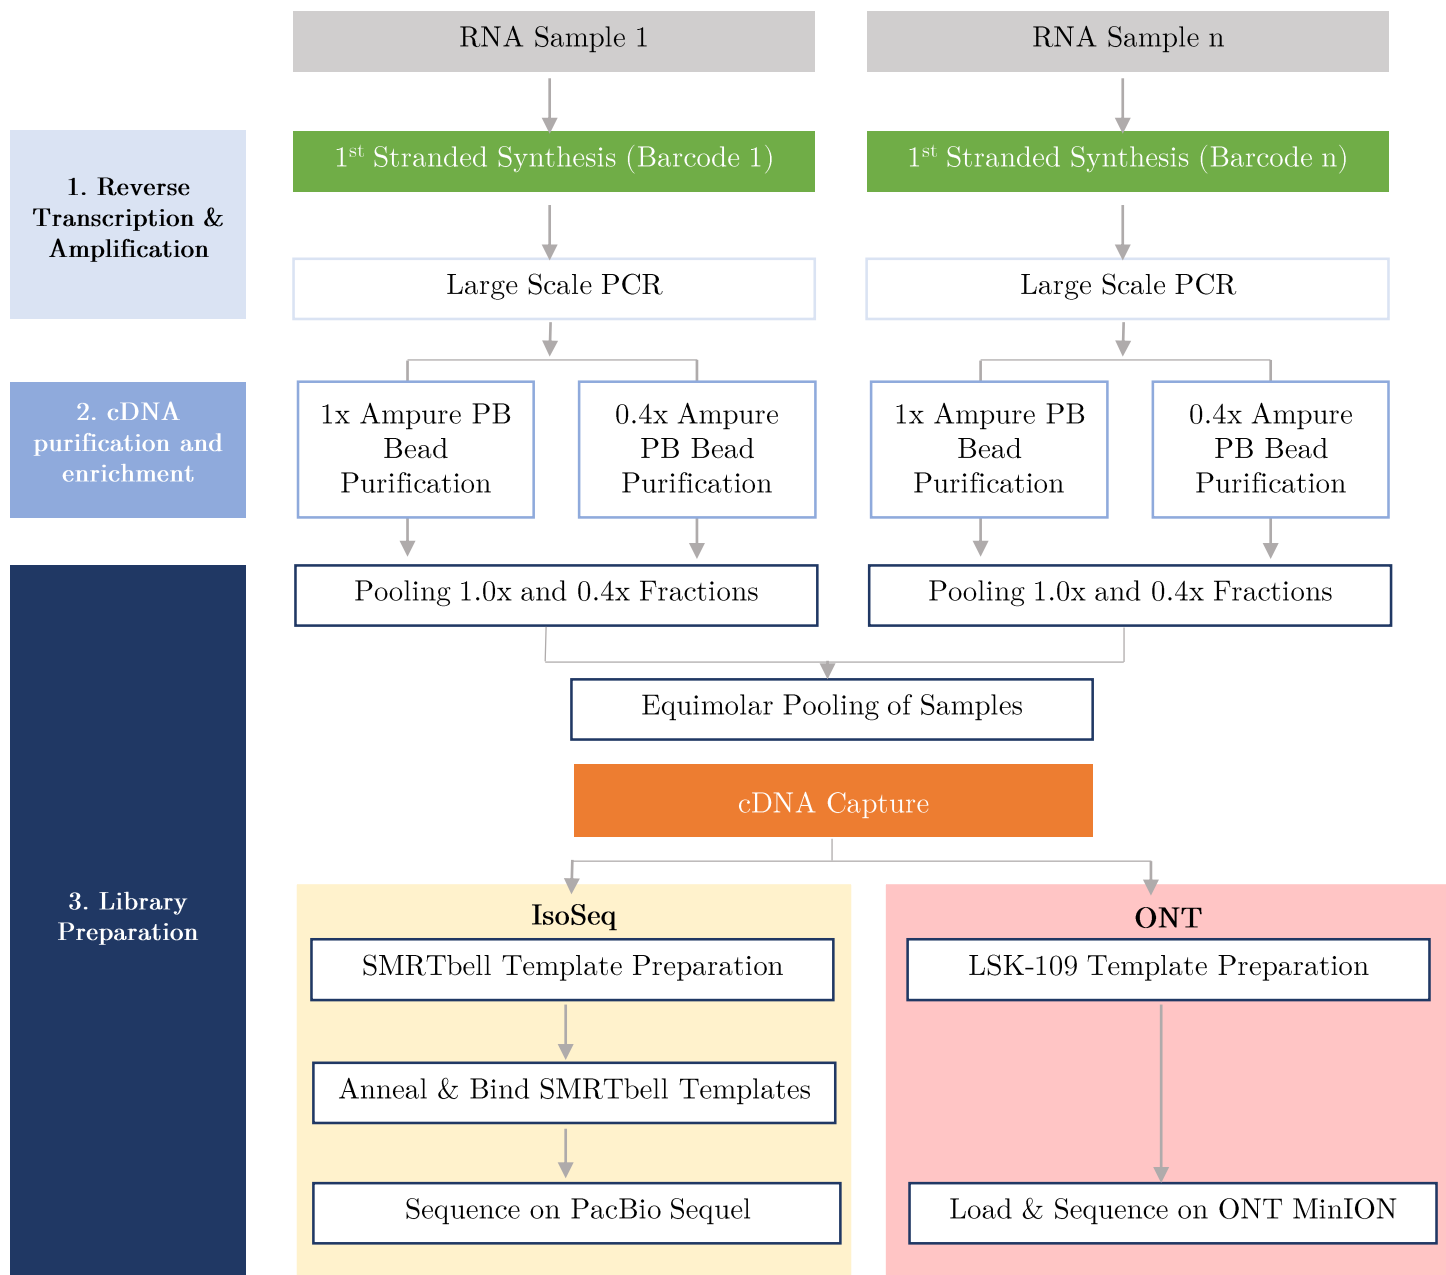 RNA Sample 1
RNA Sample n
1. Reverse
Transcription &
Amplification
1st Stranded Synthesis (Barcode 1)
1st Stranded Synthesis (Barcode n)
Large Scale PCR
Large Scale PCR
2. cDNA
purification and
enrichment
1x Ampure PB
Bead
Purification
0.4x Ampure
PB Bead
Purification
1x Ampure PB
Bead
Purification
0.4x Ampure
PB Bead
Purification
3. Library
Preparation
Pooling 1.0x and 0.4x Fractions
Pooling 1.0x and 0.4x Fractions
Equimolar Pooling of Samples
cDNA Capture
IsoSeq
SMRTbell Template Preparation
Anneal & Bind SMRTbell Templates
Sequence on PacBio Sequel
ONT
LSK-109 Template Preparation
Load & Sequence on ONT MinION